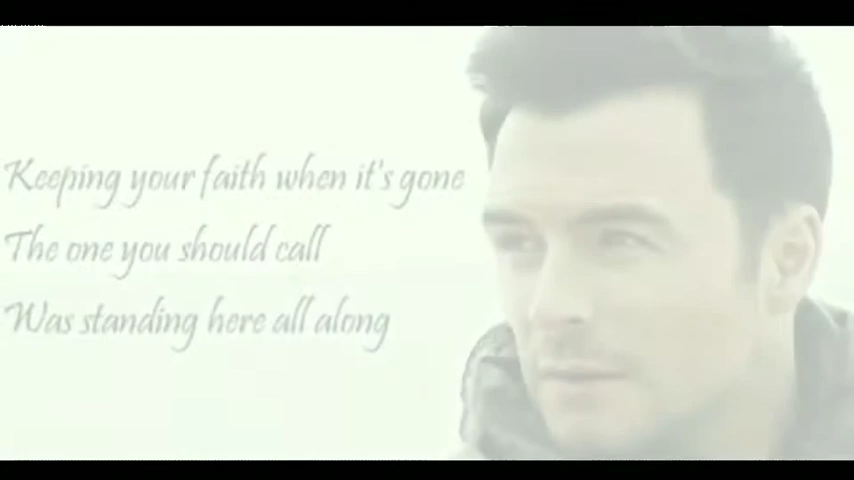 Keeping your faith when it's gone
The one you should call
Was standing here all along